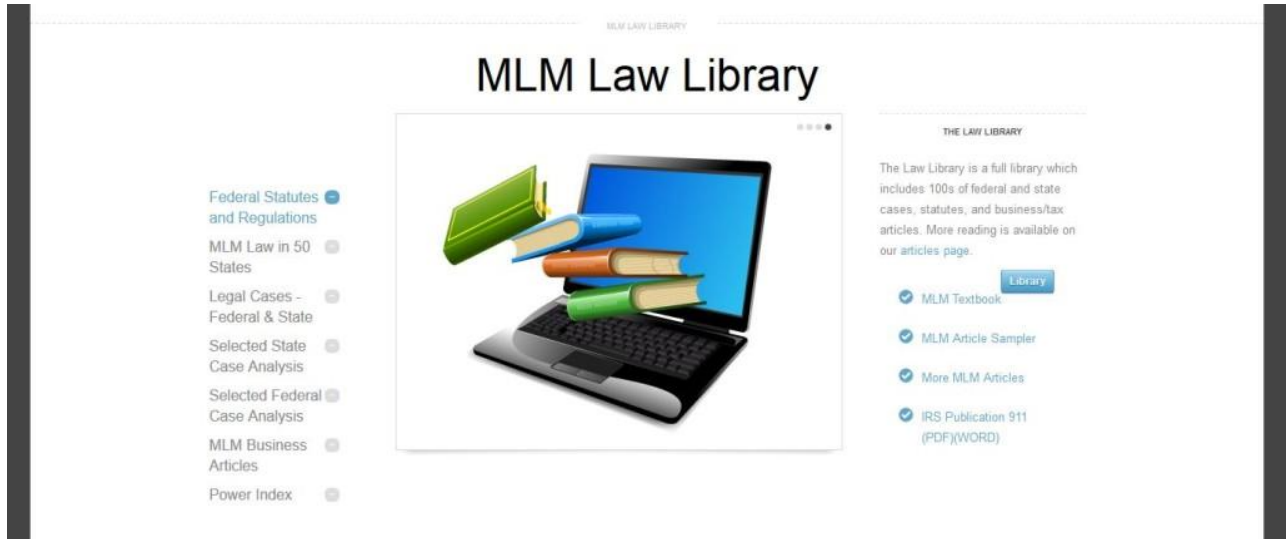 MLM LAW LIBRARY
MLM Law Library
Federal Statutes
and Regulations
MLM Law in 50
States
Legal Cases -
Federal & State
Selected State
Case Analysis
Selected Federal
Case Analysis
MLM Business
Articles
Power Index
THE LAW LIBRARY
The Law Library is a full library which
includes 100s of federal and state
cases, statutes, and business/tax
articles. More reading is available on
our articles page.
Library
MLM Textbook
MLM Article Sampler
More MLM Articles
IRS Publication 911
(PDF)(WORD)